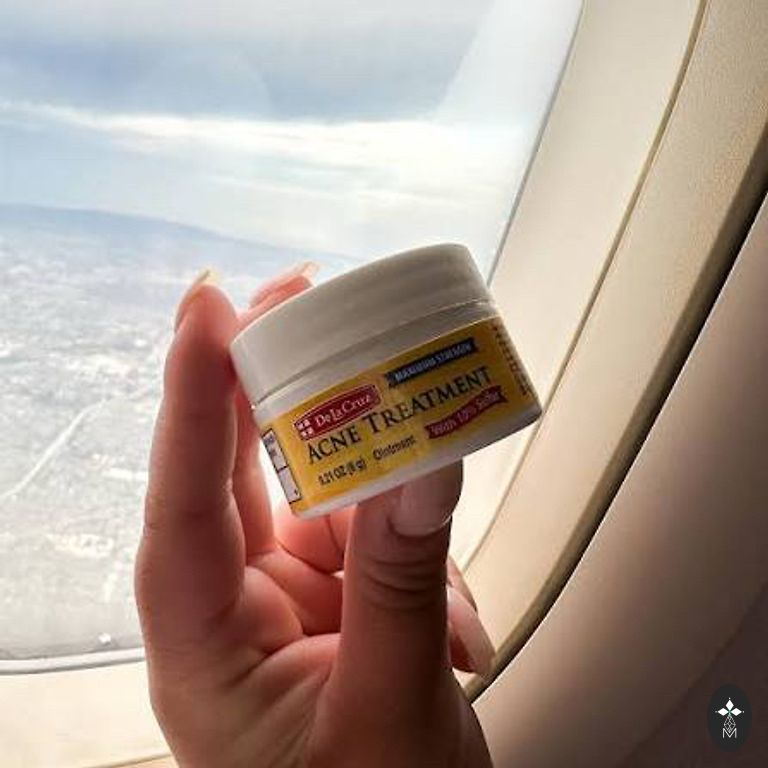 MAXIMUM STRENGTH
De La Cruz
ACNE TREATMENT
With 10% Sulfur
0.21 OZ (6 g) Ointment
M